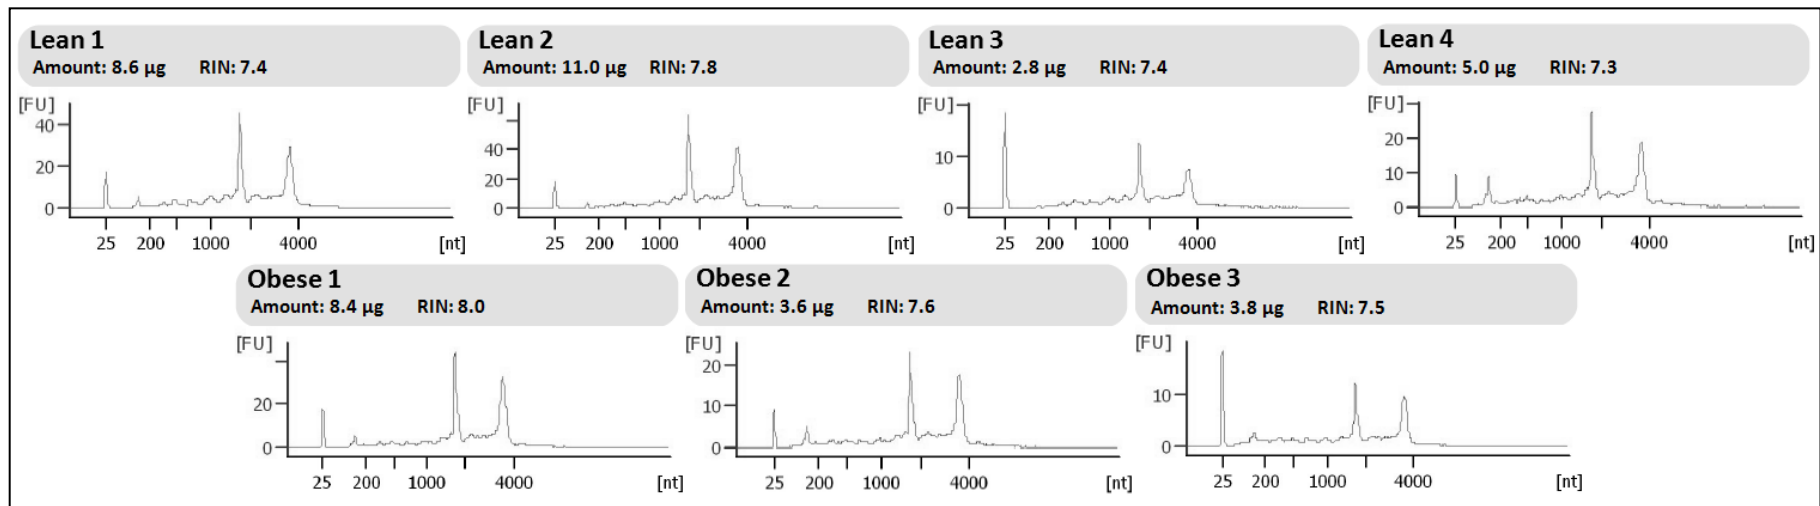 Lean 1
Amount: 8.6 µg RIN: 7.4
[FU]
40
20
0
25 200 1000 4000 [nt]
Lean 2
Amount: 11.0 µg RIN: 7.8
[FU]
40
20
0
25 200 1000 4000 [nt]
Lean 3
Amount: 2.8 µg RIN: 7.4
[FU]
10
0
25 200 1000 4000 [nt]
Lean 4
Amount: 5.0 µg RIN: 7.3
[FU]
20
10
0
25 200 1000 4000 [nt]
Obese 1
Amount: 8.4 µg RIN: 8.0
[FU]
20
0
25 200 1000 4000 [nt]
Obese 2
Amount: 3.6 µg RIN: 7.6
[FU]
20
10
0
25 200 1000 4000 [nt]
Obese 3
Amount: 3.8 µg RIN: 7.5
[FU]
10
0
25 200 1000 4000 [nt]